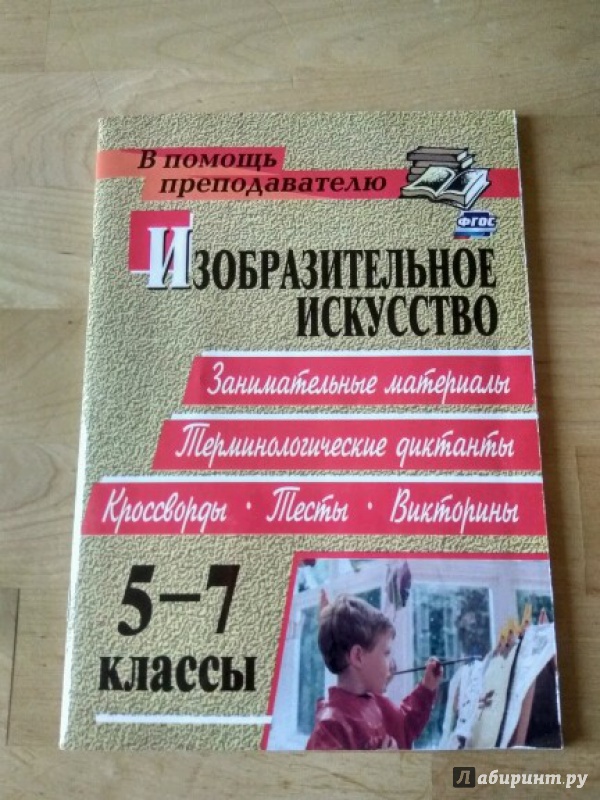 В помощь
преподавателю
ФГОС
Изобразительное
искусство
Занимательные материалы
Терминологические диктанты
Кроссворды · Тесты · Викторины
5–7
классы
Лабиринт.ру